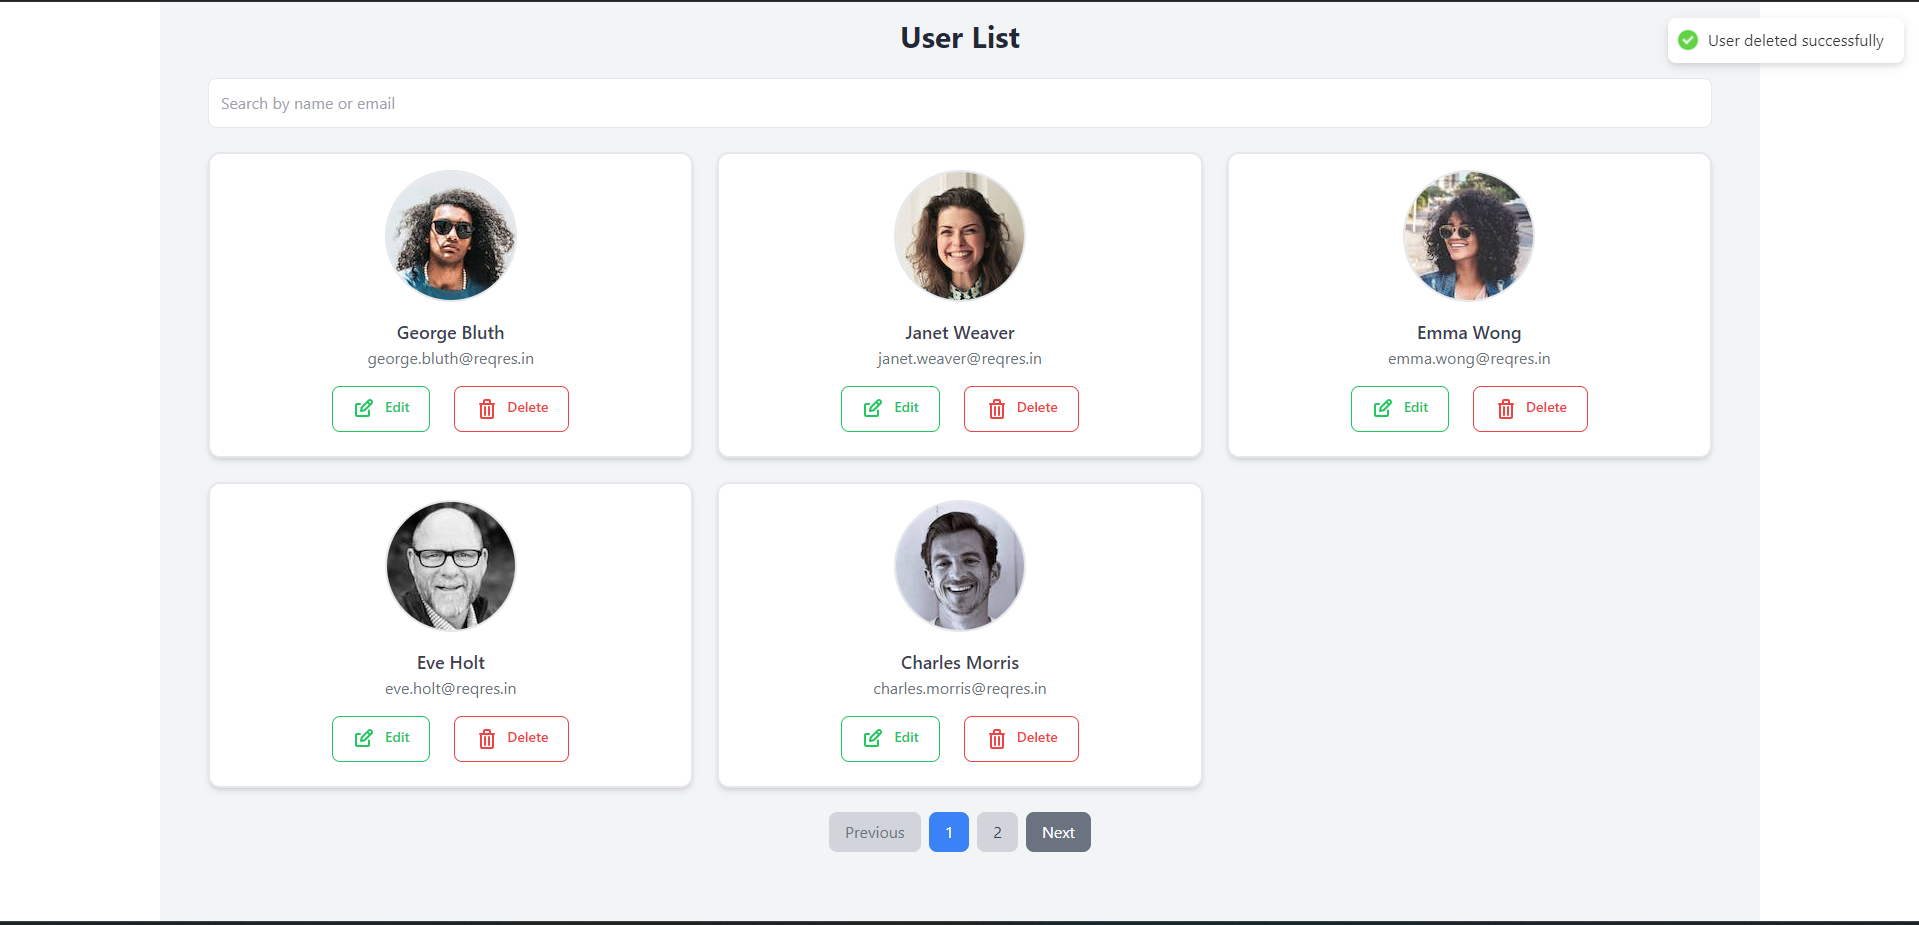 User List
User deleted successfully
Search by name or email
George Bluth
george.bluth@reqres.in
Edit
Delete
Janet Weaver
janet.weaver@reqres.in
Edit
Delete
Emma Wong
emma.wong@reqres.in
Edit
Delete
Eve Holt
eve.holt@reqres.in
Edit
Delete
Charles Morris
charles.morris@reqres.in
Edit
Delete
Previous 1 2 Next